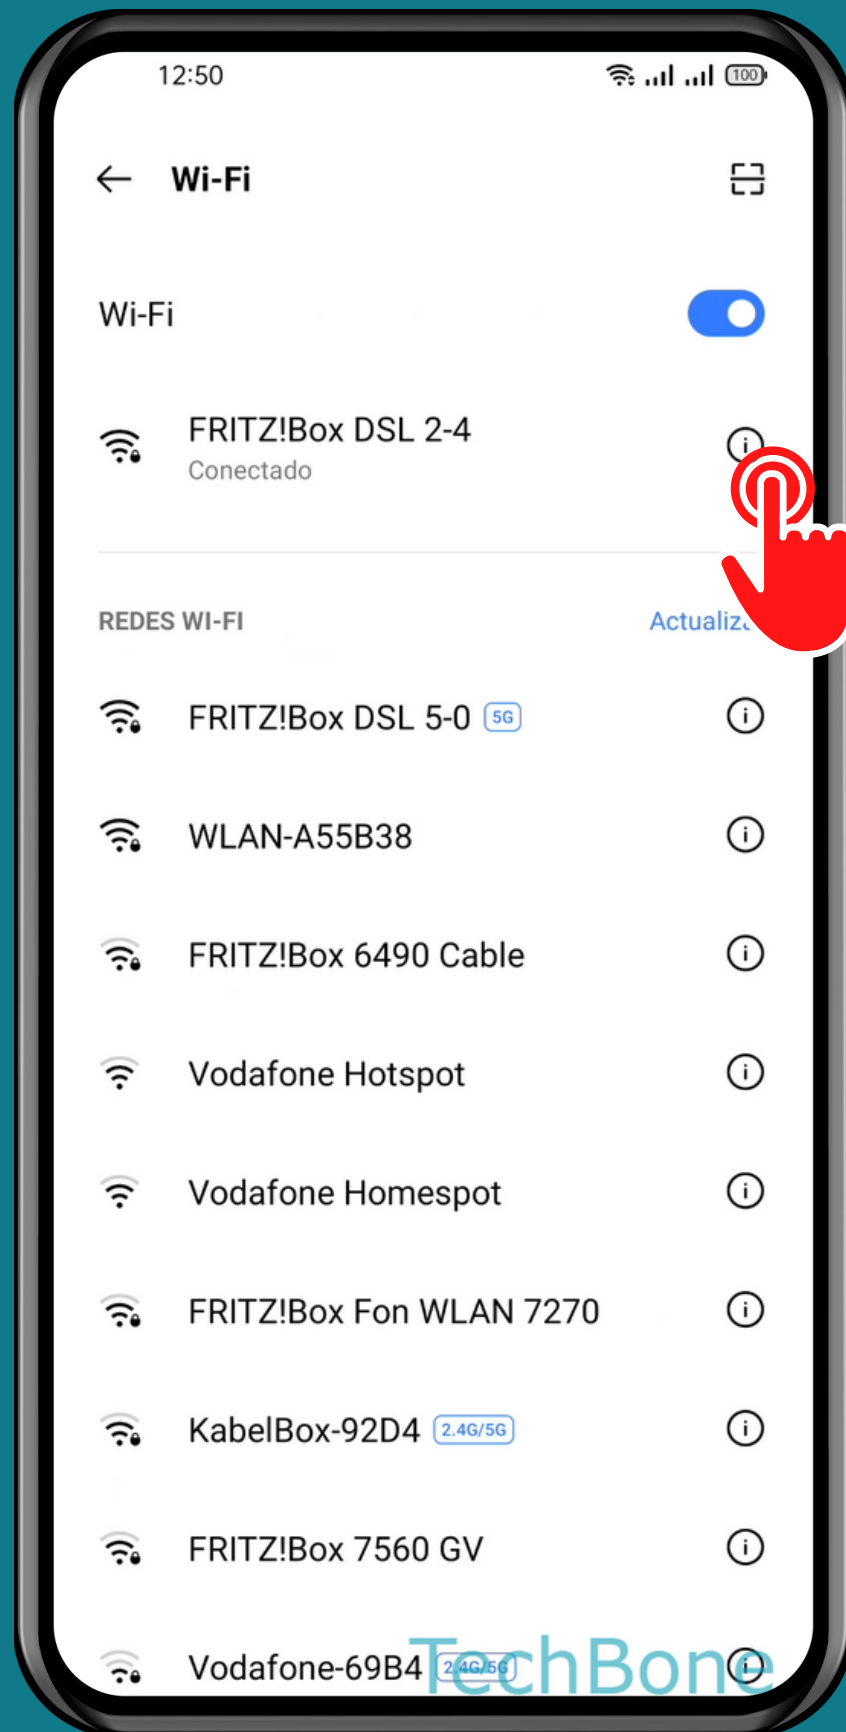 12:50
100
Wi-Fi
Wi-Fi
FRITZ!Box DSL 2-4
Conectado
REDES WI-FI
FRITZ!Box DSL 5-0 5G
WLAN-A55B38
FRITZ!Box 6490 Cable
Vodafone Hotspot
Vodafone Homespot
FRITZ!Box Fon WLAN 7270
KabelBox-92D4 2.4G/5G
FRITZ!Box 7560 GV
Vodafone-69B4 2.4G/5G
TechBone